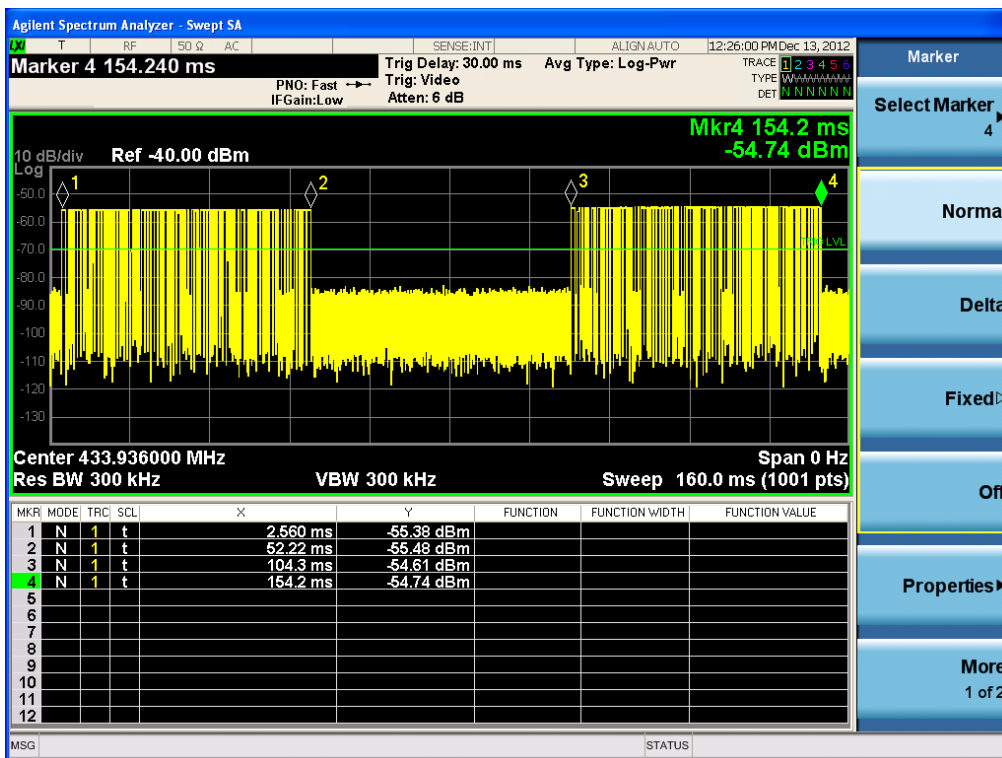 Agilent Spectrum Analyzer - Swept SA
LXI T RF 50 Ω AC SENSE:INT ALIGN AUTO 12:26:00 PM Dec 13, 2012
Marker 4 154.240 ms
PNO: Fast
IFGain:Low
Trig Delay: 30.00 ms
Trig: Video
Atten: 6 dB
Avg Type: Log-Pwr
TRACE 1 2 3 4 5 6
TYPE
DET N N N N N N
Mkr4 154.2 ms
-54.74 dBm
10 dB/div Ref -40.00 dBm
Log
1 2 3 4
-50.0
-60.0
-70.0
LVL
-80.0
-90.0
-100
-110
-120
-130
Center 433.936000 MHz Span 0 Hz
Res BW 300 kHz VBW 300 kHz Sweep 160.0 ms (1001 pts)
MKR MODE TRC SCL X Y FUNCTION FUNCTION WIDTH FUNCTION VALUE
1 N 1 t 2.560 ms -55.38 dBm
2 N 1 t 52.22 ms -55.48 dBm
3 N 1 t 104.3 ms -54.61 dBm
4 N 1 t 154.2 ms -54.74 dBm
5
6
7
8
9
10
11
12
MSG STATUS
Marker
Select Marker
4
Norma
Delta
Fixed
Off
Properties
More
1 of 2